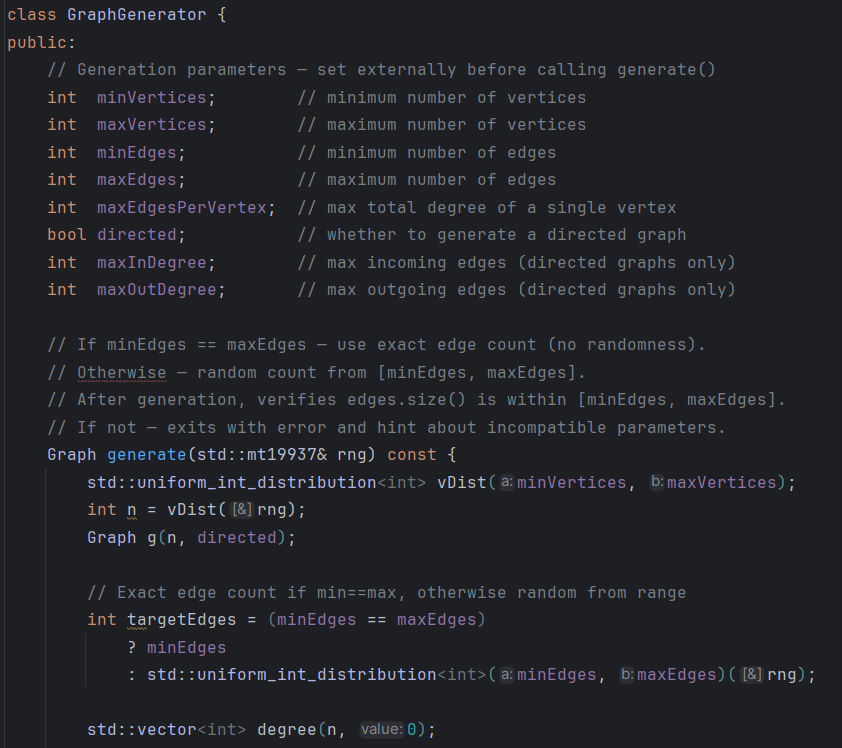 class GraphGenerator {
public:
    // Generation parameters — set externally before calling generate()
    int  minVertices;        // minimum number of vertices
    int  maxVertices;        // maximum number of vertices
    int  minEdges;           // minimum number of edges
    int  maxEdges;           // maximum number of edges
    int  maxEdgesPerVertex;  // max total degree of a single vertex
    bool directed;           // whether to generate a directed graph
    int  maxInDegree;        // max incoming edges (directed graphs only)
    int  maxOutDegree;       // max outgoing edges (directed graphs only)

    // If minEdges == maxEdges — use exact edge count (no randomness).
    // Otherwise — random count from [minEdges, maxEdges].
    // After generation, verifies edges.size() is within [minEdges, maxEdges].
    // If not — exits with error and hint about incompatible parameters.
    Graph generate(std::mt19937& rng) const {
        std::uniform_int_distribution<int> vDist(a: minVertices, b: maxVertices);
        int n = vDist([&] rng);
        Graph g(n, directed);

        // Exact edge count if min==max, otherwise random from range
        int targetEdges = (minEdges == maxEdges)
            ? minEdges
            : std::uniform_int_distribution<int>(a: minEdges, b: maxEdges)([&] rng);

        std::vector<int> degree(n, value: 0);